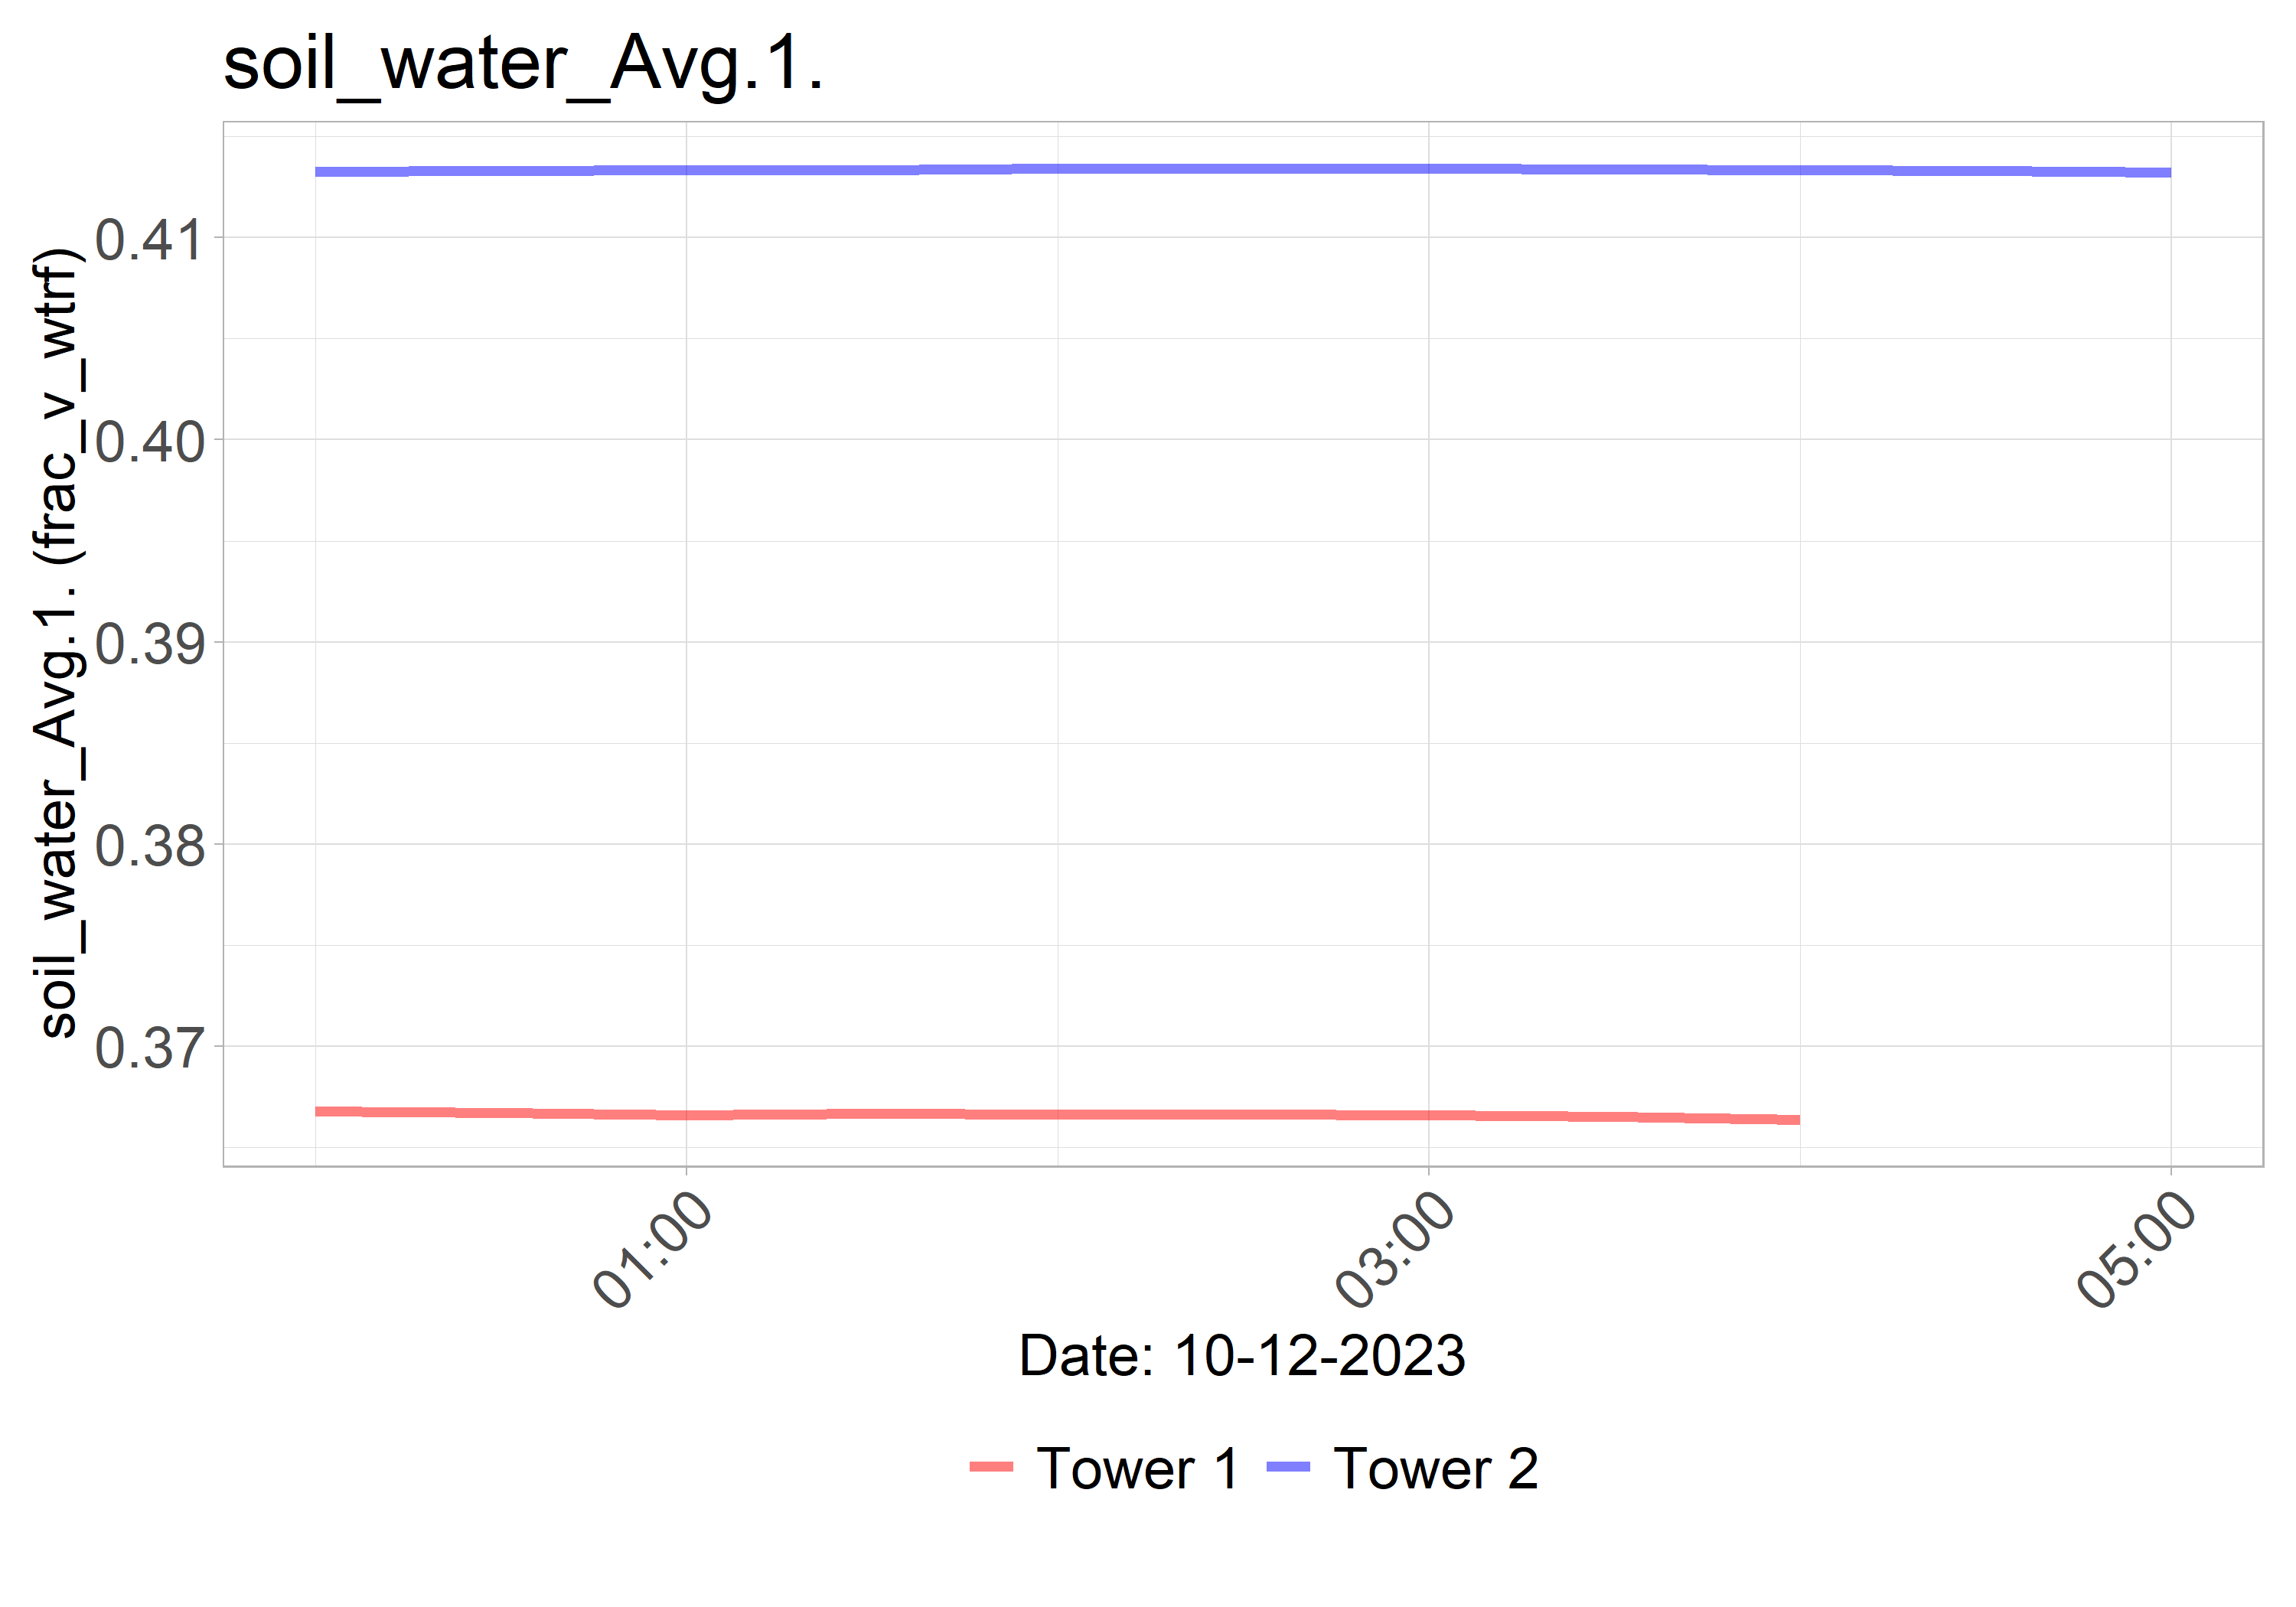 soil_water_Avg.1.
soil_water_Avg.1. (frac_v_wtrf)
0.41
0.40
0.39
0.38
0.37
01:00
03:00
05:00
Date: 10-12-2023
Tower 1
Tower 2